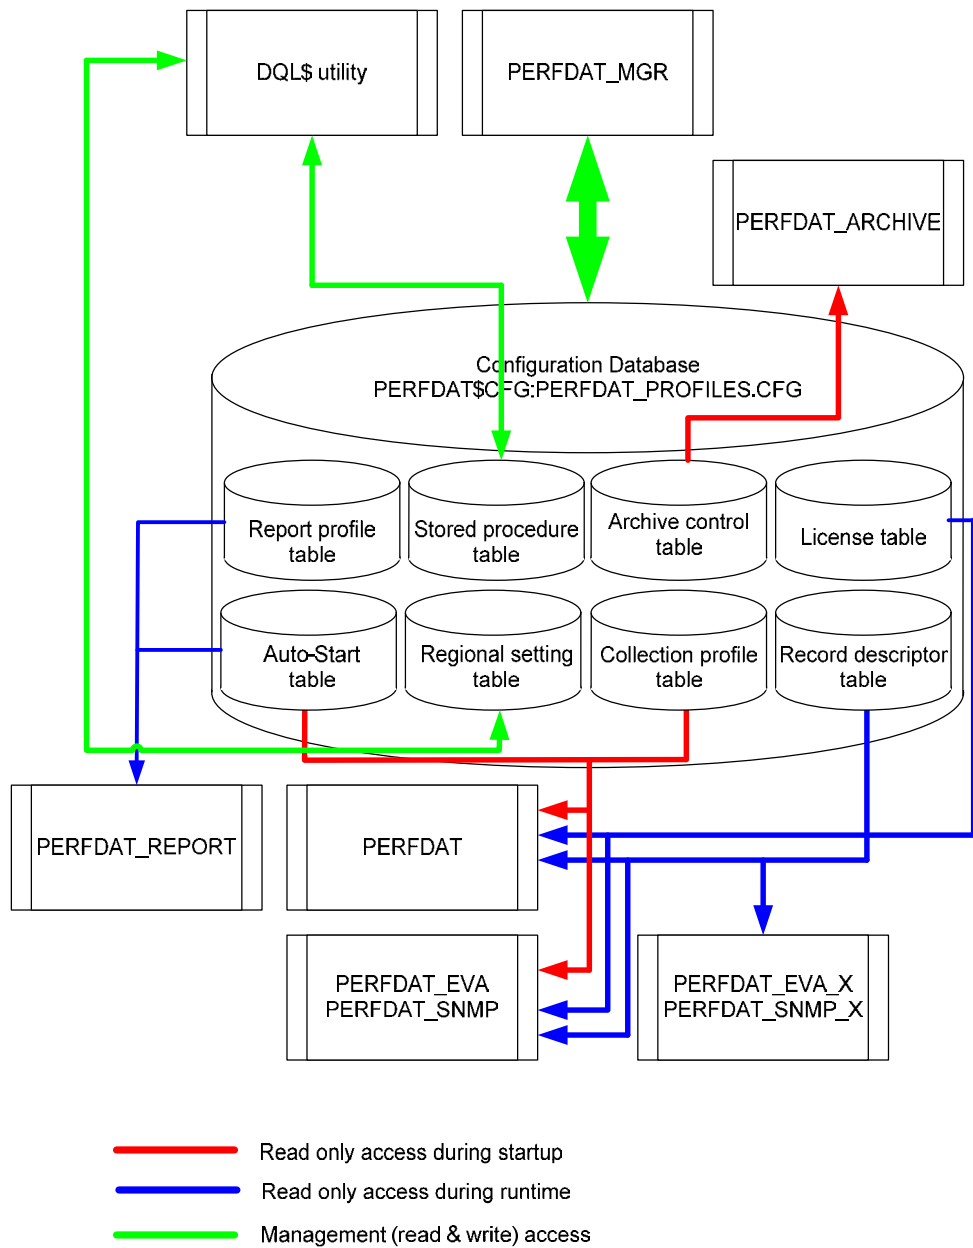 DQL$ utility
PERFDAT_MGR
PERFDAT_ARCHIVE
Configuration Database
PERFDAT$CFG:PERFDAT_PROFILES.CFG
Report profile
table
Stored procedure
table
Archive control
table
License table
Auto-Start
table
Regional setting
table
Collection profile
table
Record descriptor
table
PERFDAT_REPORT
PERFDAT
PERFDAT_EVA
PERFDAT_SNMP
PERFDAT_EVA_X
PERFDAT_SNMP_X
Read only access during startup
Read only access during runtime
Management (read & write) access